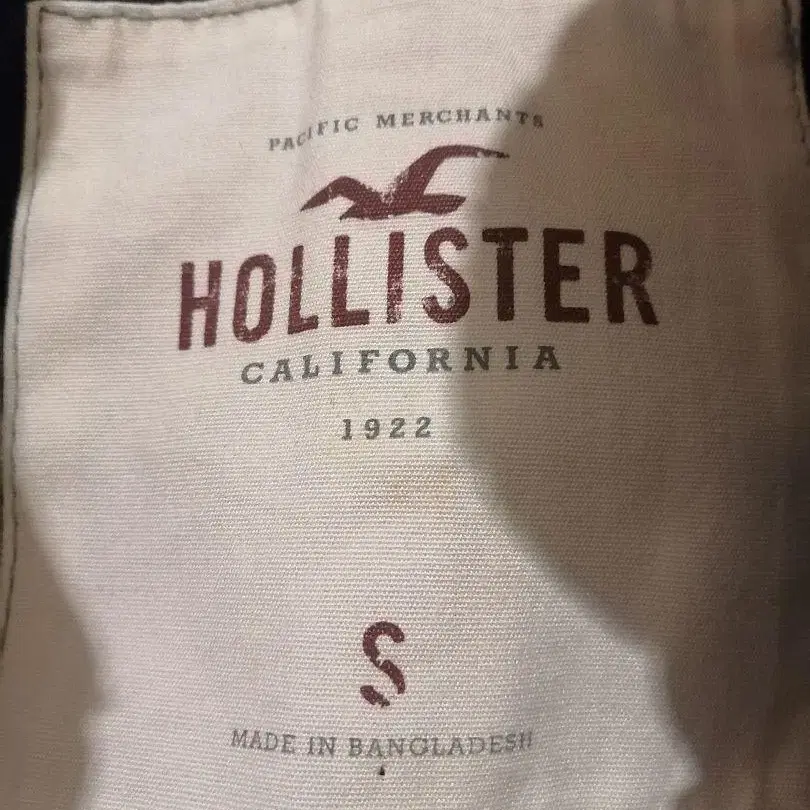 PACIFIC MERCHANTS
HOLLISTER
CALIFORNIA
1922
S
MADE IN BANGLADESH